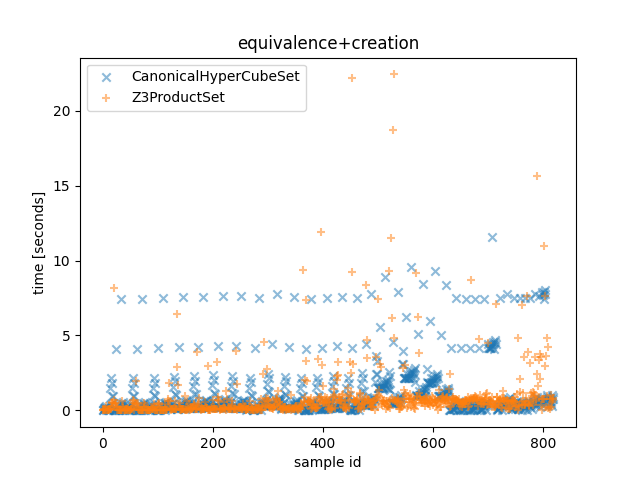 equivalence+creation
CanonicalHyperCubeSet
Z3ProductSet
time [seconds]
20
15
10
5
0
0 200 400 600 800
sample id